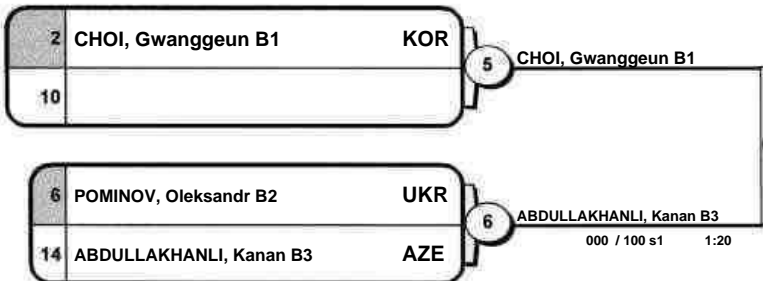 2 CHOI, Gwanggeun B1 KOR
5 CHOI, Gwanggeun B1
10
6 POMINOV, Oleksandr B2 UKR
6 ABDULLAKHANLI, Kanan B3
000 / 100 s1 1:20
14 ABDULLAKHANLI, Kanan B3 AZE